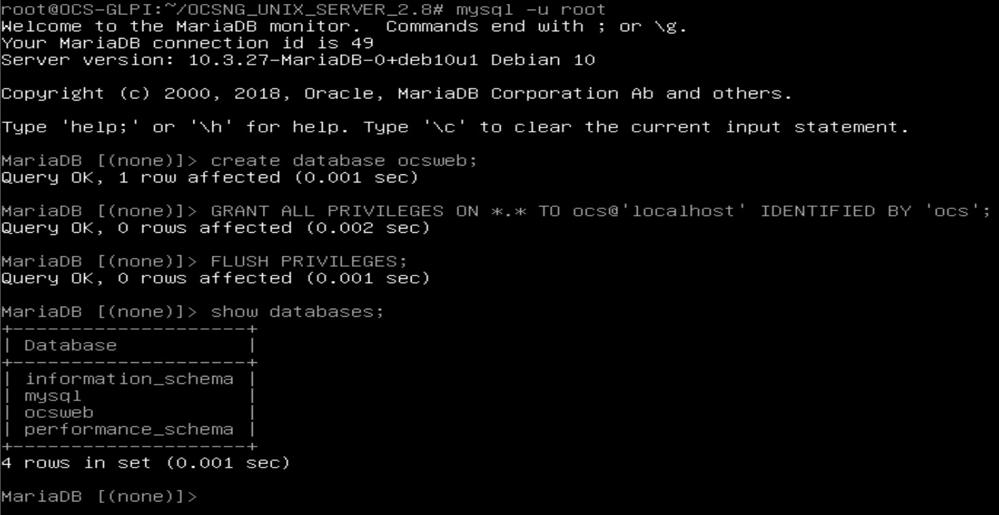 root@OCS-GLPI:~/OCSNG_UNIX_SERVER_2.8# mysql -u root
Welcome to the MariaDB monitor.  Commands end with ; or \g.
Your MariaDB connection id is 49
Server version: 10.3.27-MariaDB-0+deb10u1 Debian 10
Copyright (c) 2000, 2018, Oracle, MariaDB Corporation Ab and others.
Type 'help;' or '\h' for help. Type '\c' to clear the current input statement.
MariaDB [(none)]> create database ocsweb;
Query OK, 1 row affected (0.001 sec)
MariaDB [(none)]> GRANT ALL PRIVILEGES ON *.* TO ocs@'localhost' IDENTIFIED BY 'ocs';
Query OK, 0 rows affected (0.002 sec)
MariaDB [(none)]> FLUSH PRIVILEGES;
Query OK, 0 rows affected (0.001 sec)
MariaDB [(none)]> show databases;
+--------------------+
| Database           |
+--------------------+
| information_schema |
| mysql              |
| ocsweb             |
| performance_schema |
+--------------------+
4 rows in set (0.001 sec)
MariaDB [(none)]>